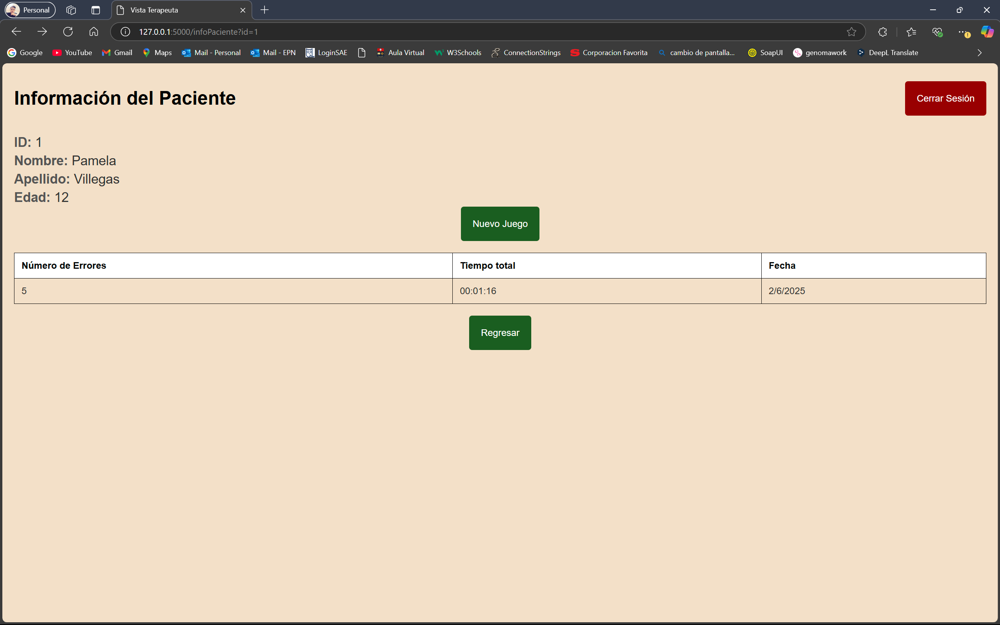 Personal Vista Terapeuta
127.0.0.1:5000/infoPaciente?id=1
Google YouTube Gmail Maps Mail - Personal Mail - EPN LoginSAE Aula Virtual W3Schools ConnectionStrings Corporacion Favorita cambio de pantalla... SoapUI genomawork DeepL Translate
Información del Paciente
Cerrar Sesión
ID: 1
Nombre: Pamela
Apellido: Villegas
Edad: 12
Nuevo Juego
Número de Errores Tiempo total Fecha
5 00:01:16 2/6/2025
Regresar